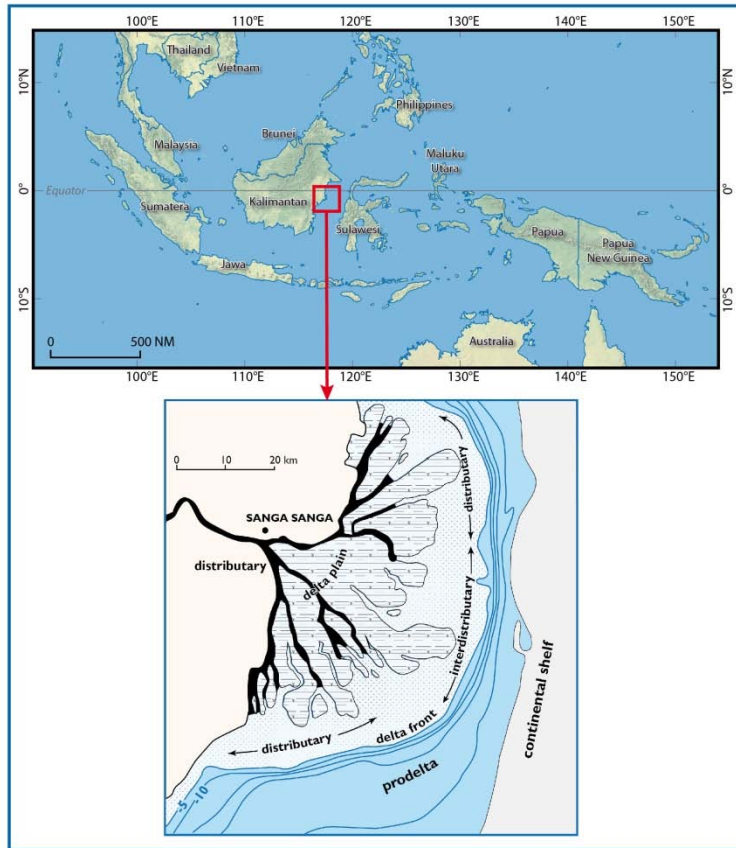 100°E 110°E 120°E 130°E 140°E 150°E
10°N
10°N
Thailand
Vietnam
Philippines
Brunei
Malaysia
Maluku
Utara
0°
Equator
0°
Sumatera
Kalimantan
Sulawesi
Papua
Papua
New Guinea
Jawa
10°S
10°S
Australia
0 500 NM
100°E 110°E 120°E 130°E 140°E 150°E
0 10 20 km
SANGA SANGA
distributary
delta plain
distributary
interdistributary
distributary
delta front
prodelta
continental shelf
-5
-10